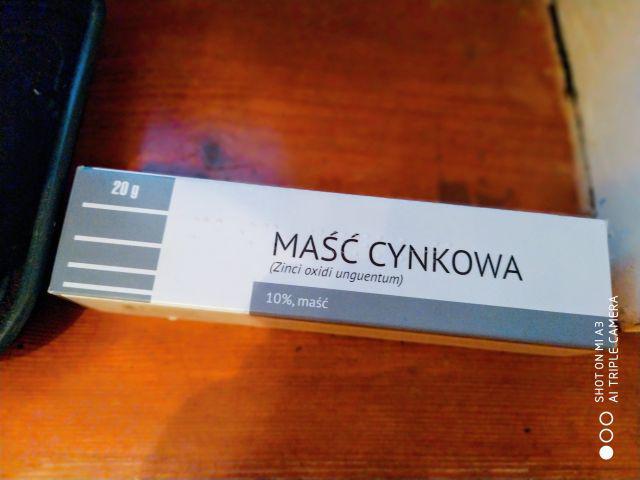 20 g
MAŚĆ CYNKOWA
(Zinci oxidi unguentum)
10%, maść
SHOT ON MI A3
AI TRIPLE CAMERA